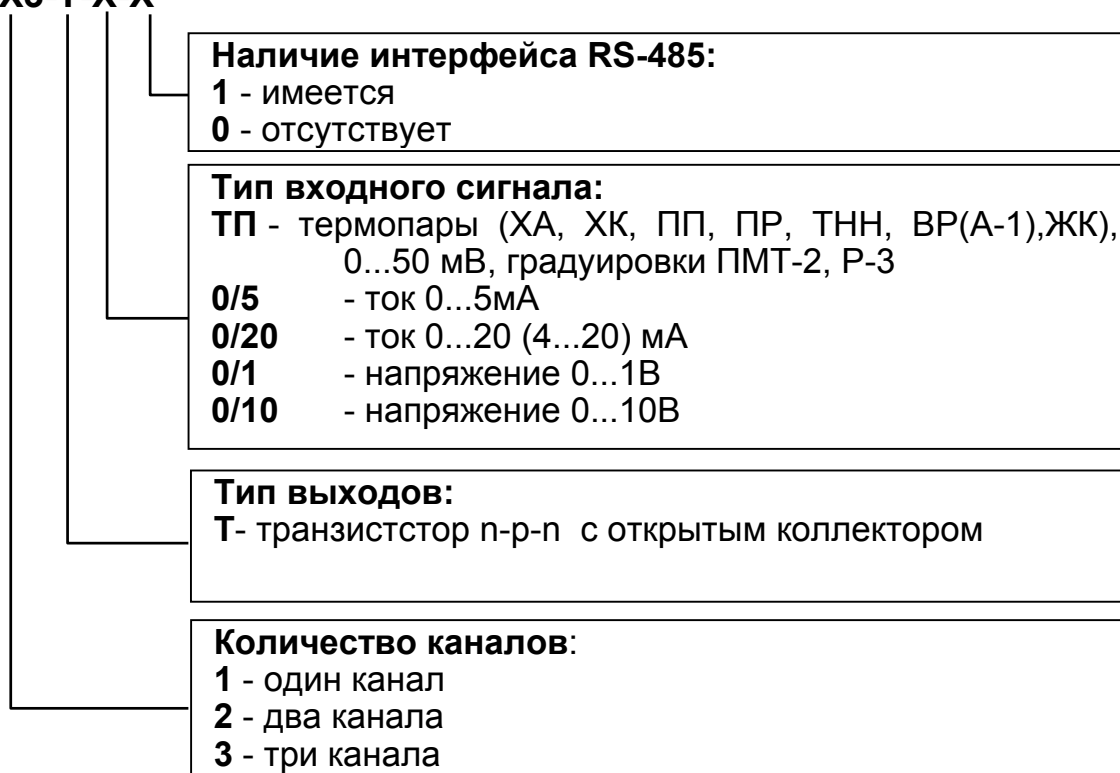 Наличие интерфейса RS-485:
1 - имеется
0 - отсутствует
Тип входного сигнала:
ТП - термопары (ХА, ХК, ПП, ПР, ТНН, ВР(А-1),ЖК),
0...50 мВ, градуировки ПМТ-2, Р-3
0/5 - ток 0...5мА
0/20 - ток 0...20 (4...20) мА
0/1 - напряжение 0...1В
0/10 - напряжение 0...10В
Тип выходов:
Т- транзистстор n-p-n с открытым коллектором
Количество каналов:
1 - один канал
2 - два канала
3 - три канала